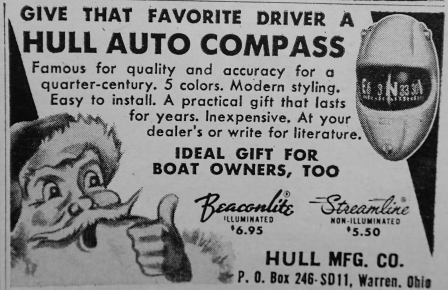 GIVE THAT FAVORITE DRIVER A
HULL AUTO COMPASS
Famous for quality and accuracy for a
quarter-century. 5 colors. Modern styling.
Easy to install. A practical gift that lasts
for years. Inexpensive. At your
dealer's or write for literature.
IDEAL GIFT FOR
BOAT OWNERS, TOO
Beaconlite®
ILLUMINATED
$6.95
Streamline®
NON-ILLUMINATED
$5.50
HULL MFG. CO.
P. O. Box 246-SD11, Warren, Ohio